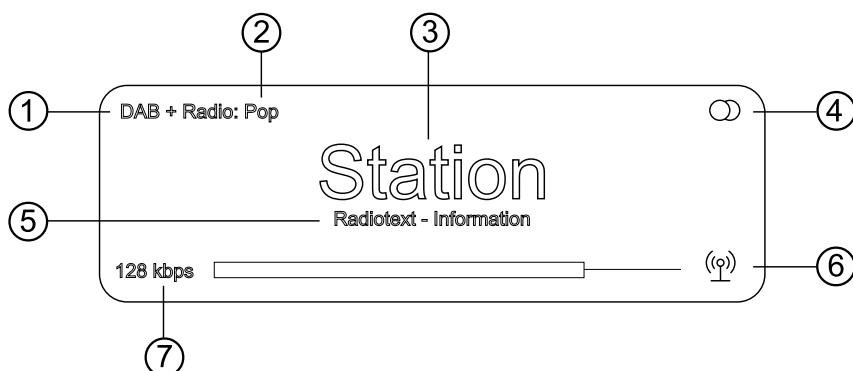 2 3
1 DAB + Radio: Pop 4
Station
5 Radiotext - Information
128 kbps 6
7